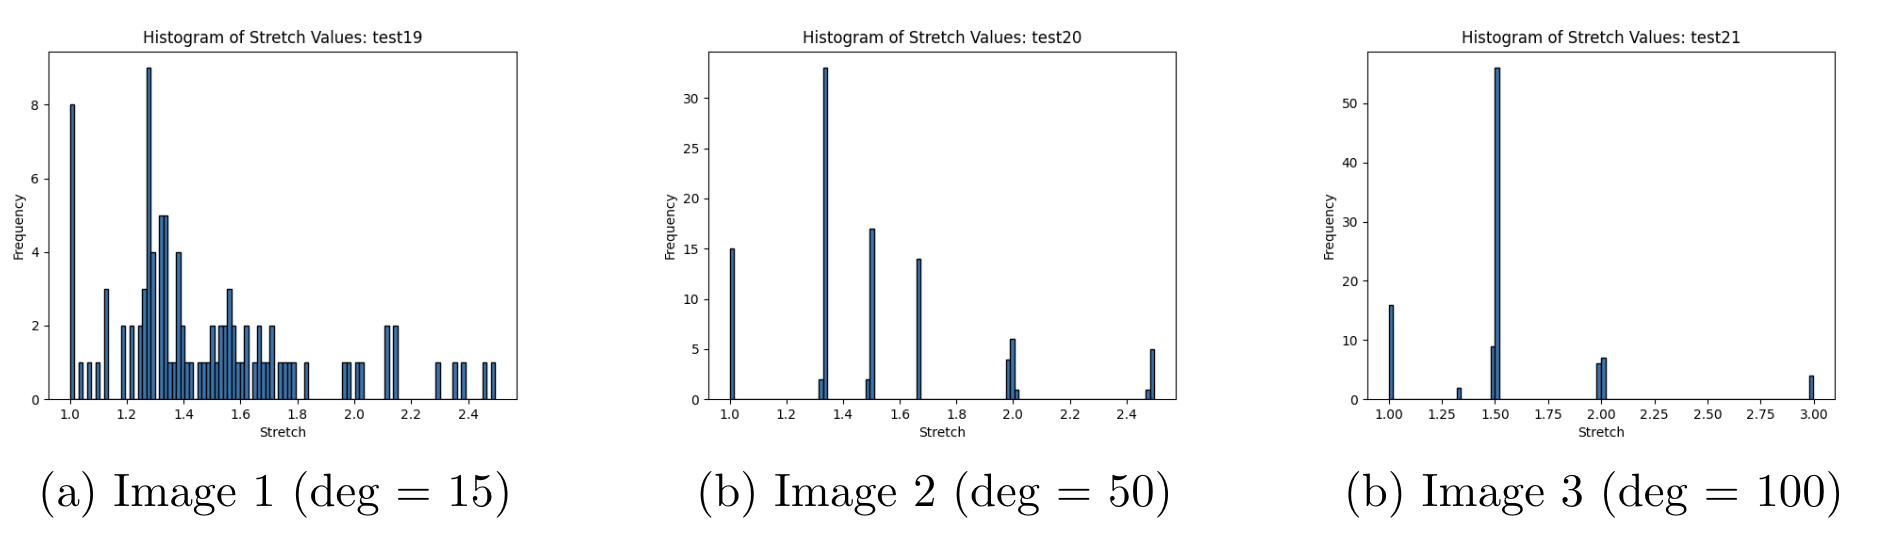 Histogram of Stretch Values: test19
8
6
4
2
0
Frequency
1.0 1.2 1.4 1.6 1.8 2.0 2.2 2.4
Stretch
(a) Image 1 (deg = 15)
Histogram of Stretch Values: test20
30
25
20
15
10
5
0
Frequency
1.0 1.2 1.4 1.6 1.8 2.0 2.2 2.4
Stretch
(b) Image 2 (deg = 50)
Histogram of Stretch Values: test21
50
40
30
20
10
0
Frequency
1.00 1.25 1.50 1.75 2.00 2.25 2.50 2.75 3.00
Stretch
(b) Image 3 (deg = 100)